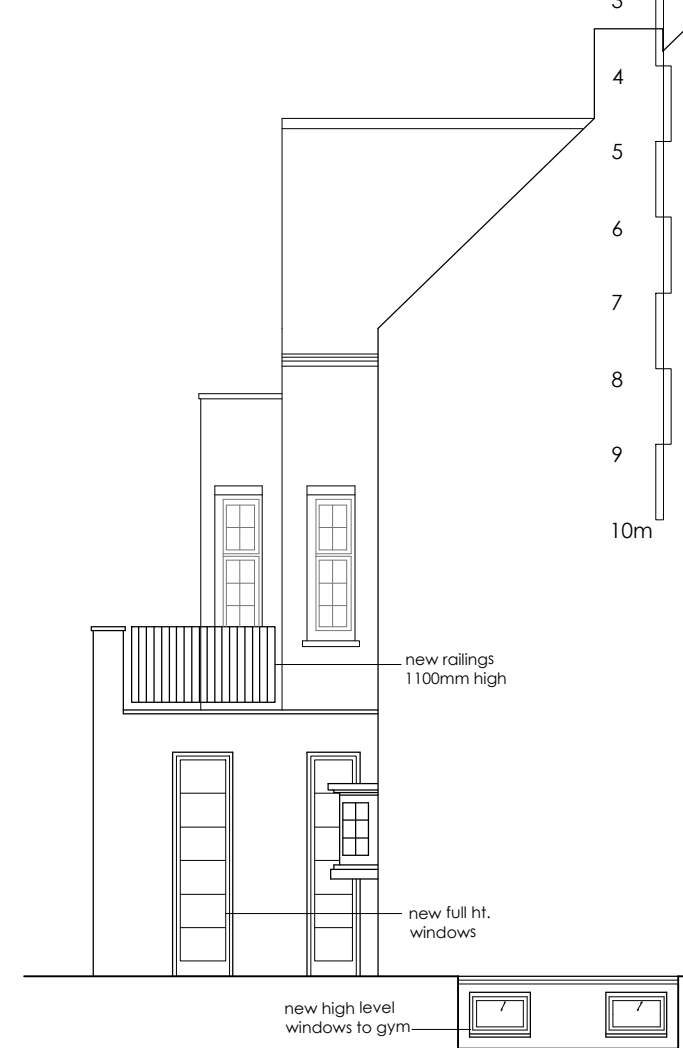 3
4
5
6
7
8
9
10m
new railings
1100mm high
new full ht.
windows
new high level
windows to gym